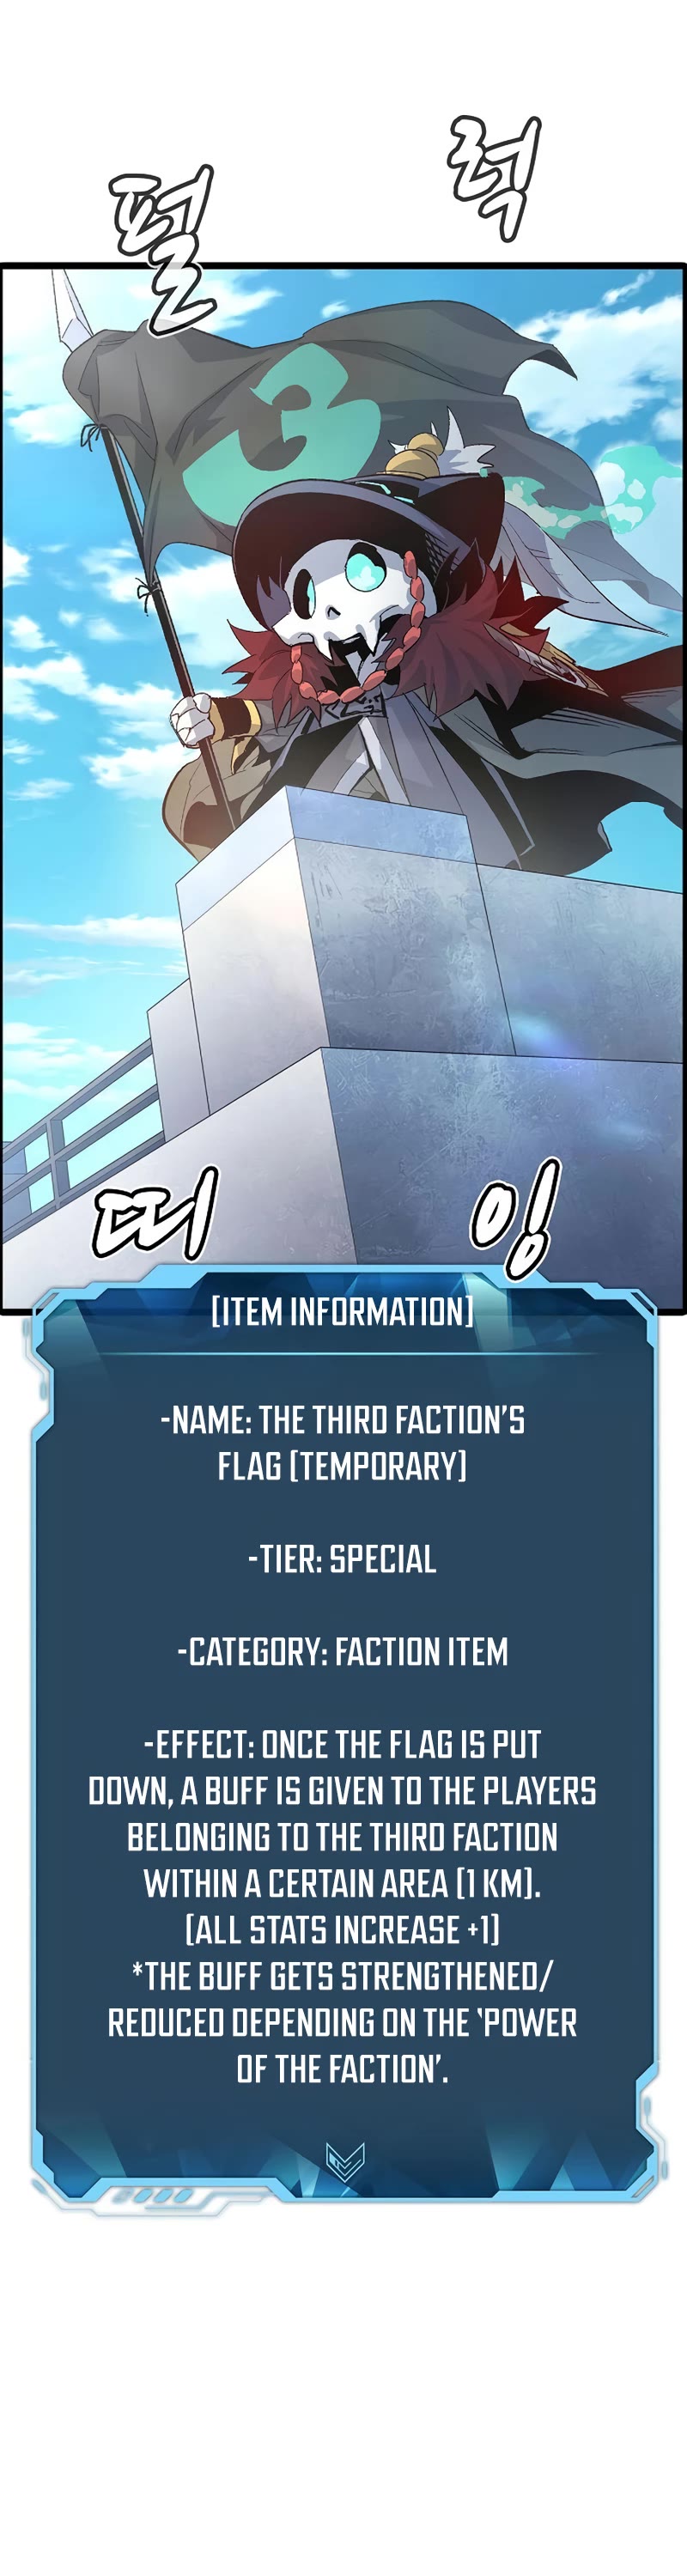 펄
럭
3
띠
잉
[ITEM INFORMATION]
-NAME: THE THIRD FACTION'S
FLAG [TEMPORARY]
-TIER: SPECIAL
-CATEGORY: FACTION ITEM
-EFFECT: ONCE THE FLAG IS PUT
DOWN, A BUFF IS GIVEN TO THE PLAYERS
BELONGING TO THE THIRD FACTION
WITHIN A CERTAIN AREA [1 KM].
[ALL STATS INCREASE +1]
*THE BUFF GETS STRENGTHENED/
REDUCED DEPENDING ON THE 'POWER
OF THE FACTION'.